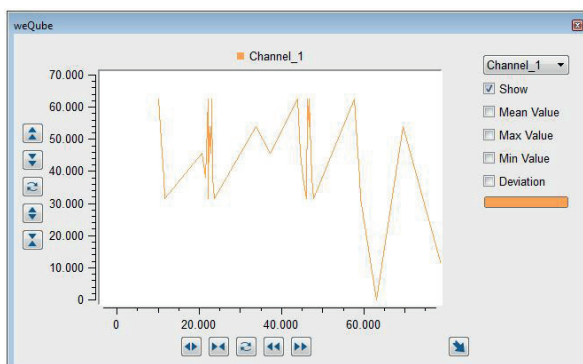 weQube
Channel_1
70.000
60.000
50.000
40.000
30.000
20.000
10.000
0
0 20.000 40.000 60.000
Channel_1
Show
Mean Value
Max Value
Min Value
Deviation